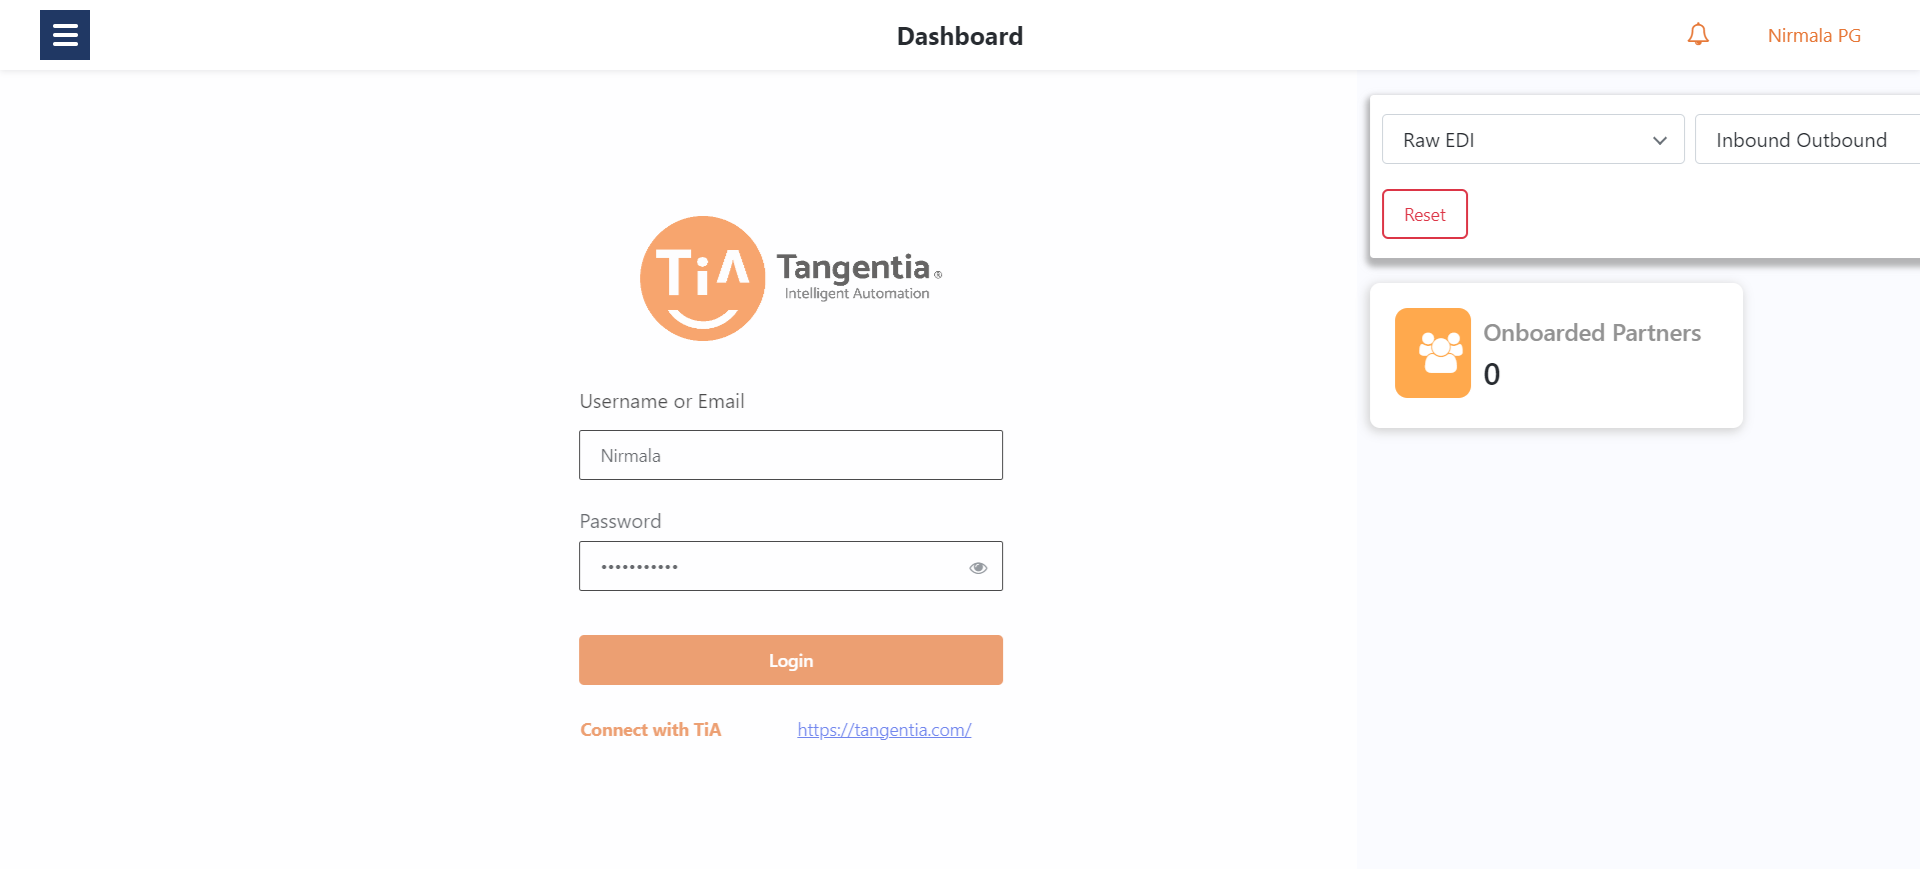 Dashboard
Nirmala PG
Raw EDI
Inbound Outbound
Reset
TiA
Tangentia®
Intelligent Automation
Onboarded Partners
0
Username or Email
Nirmala
Password
•••••••••••
Login
Connect with TiA
https://tangentia.com/